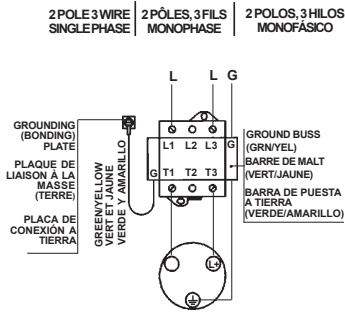 2 POLE 3 WIRE
SINGLE PHASE
2 PÔLES, 3 FILS
MONOPHASE
2 POLOS, 3 HILOS
MONOFÁSICO
L L G
GROUNDING
(BONDING)
PLATE
PLAQUE DE
LIAISON À LA
MASSE
(TERRE)
PLACA DE
CONEXIÓN A
TIERRA
GREEN/YELLOW
VERT ET JAUNE
VERDE Y AMARILLO
L1 L2 L3 G
G T1 T2 T3
GROUND BUSS
(GRN/YEL)
BARRE DE MALT
(VERT/JAUNE)
BARRA DE PUESTA
A TIERRA
(VERDE/AMARILLO)
L+